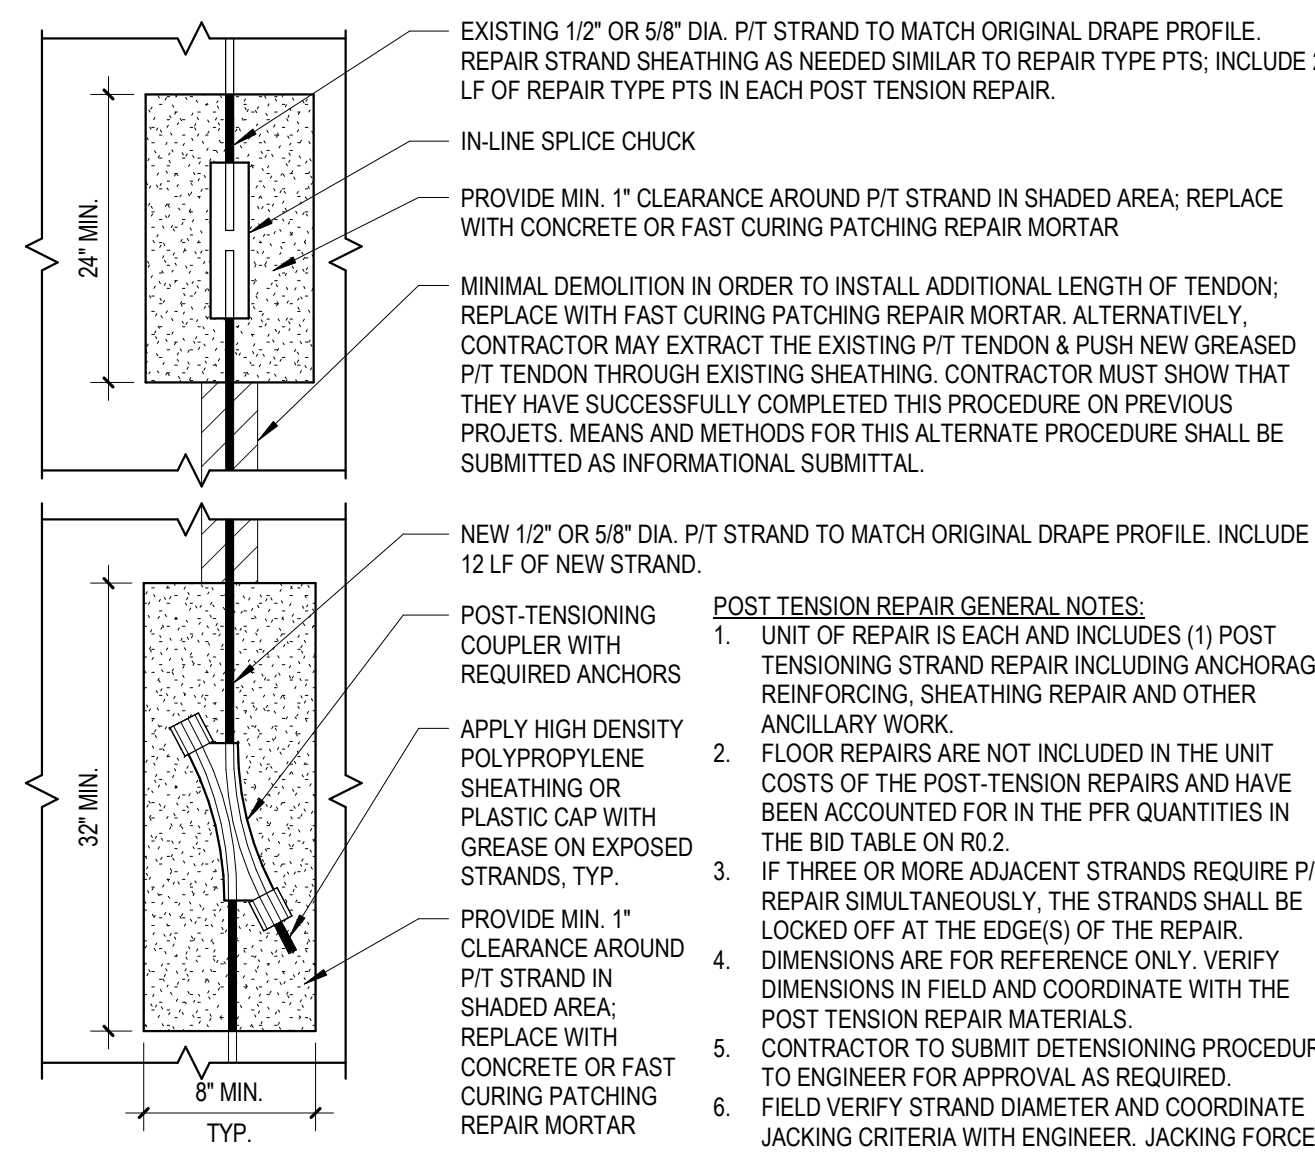 EXISTING 1/2" OR 5/8" DIA. P/T STRAND TO MATCH ORIGINAL DRAPE PROFILE.
REPAIR STRAND SHEATHING AS NEEDED SIMILAR TO REPAIR TYPE PTS; INCLUDE
LF OF REPAIR TYPE PTS IN EACH POST TENSION REPAIR.
IN-LINE SPLICE CHUCK
PROVIDE MIN. 1" CLEARANCE AROUND P/T STRAND IN SHADED AREA; REPLACE
WITH CONCRETE OR FAST CURING PATCHING REPAIR MORTAR
24" MIN.
MINIMAL DEMOLITION IN ORDER TO INSTALL ADDITIONAL LENGTH OF TENDON;
REPLACE WITH FAST CURING PATCHING REPAIR MORTAR. ALTERNATIVELY,
CONTRACTOR MAY EXTRACT THE EXISTING P/T TENDON & PUSH NEW GREASED
P/T TENDON THROUGH EXISTING SHEATHING. CONTRACTOR MUST SHOW THAT
THEY HAVE SUCCESSFULLY COMPLETED THIS PROCEDURE ON PREVIOUS
PROJETS. MEANS AND METHODS FOR THIS ALTERNATE PROCEDURE SHALL BE
SUBMITTED AS INFORMATIONAL SUBMITTAL.
NEW 1/2" OR 5/8" DIA. P/T STRAND TO MATCH ORIGINAL DRAPE PROFILE. INCLUDE
12 LF OF NEW STRAND.
POST-TENSIONING
COUPLER WITH
REQUIRED ANCHORS
APPLY HIGH DENSITY
POLYPROPYLENE
SHEATHING OR
PLASTIC CAP WITH
GREASE ON EXPOSED
STRANDS, TYP.
PROVIDE MIN. 1"
CLEARANCE AROUND
P/T STRAND IN
SHADED AREA;
REPLACE WITH
CONCRETE OR FAST
CURING PATCHING
REPAIR MORTAR
32" MIN.
8" MIN.
TYP.
POST TENSION REPAIR GENERAL NOTES:
1. UNIT OF REPAIR IS EACH AND INCLUDES (1) POST
TENSIONING STRAND REPAIR INCLUDING ANCHORAG
REINFORCING, SHEATHING REPAIR AND OTHER
ANCILLARY WORK.
2. FLOOR REPAIRS ARE NOT INCLUDED IN THE UNIT
COSTS OF THE POST-TENSION REPAIRS AND HAVE
BEEN ACCOUNTED FOR IN THE PFR QUANTITIES IN
THE BID TABLE ON R0.2.
3. IF THREE OR MORE ADJACENT STRANDS REQUIRE P/
REPAIR SIMULTANEOUSLY, THE STRANDS SHALL BE
LOCKED OFF AT THE EDGE(S) OF THE REPAIR.
4. DIMENSIONS ARE FOR REFERENCE ONLY. VERIFY
DIMENSIONS IN FIELD AND COORDINATE WITH THE
POST TENSION REPAIR MATERIALS.
5. CONTRACTOR TO SUBMIT DETENSIONING PROCEDUR
TO ENGINEER FOR APPROVAL AS REQUIRED.
6. FIELD VERIFY STRAND DIAMETER AND COORDINATE
JACKING CRITERIA WITH ENGINEER. JACKING FORCE